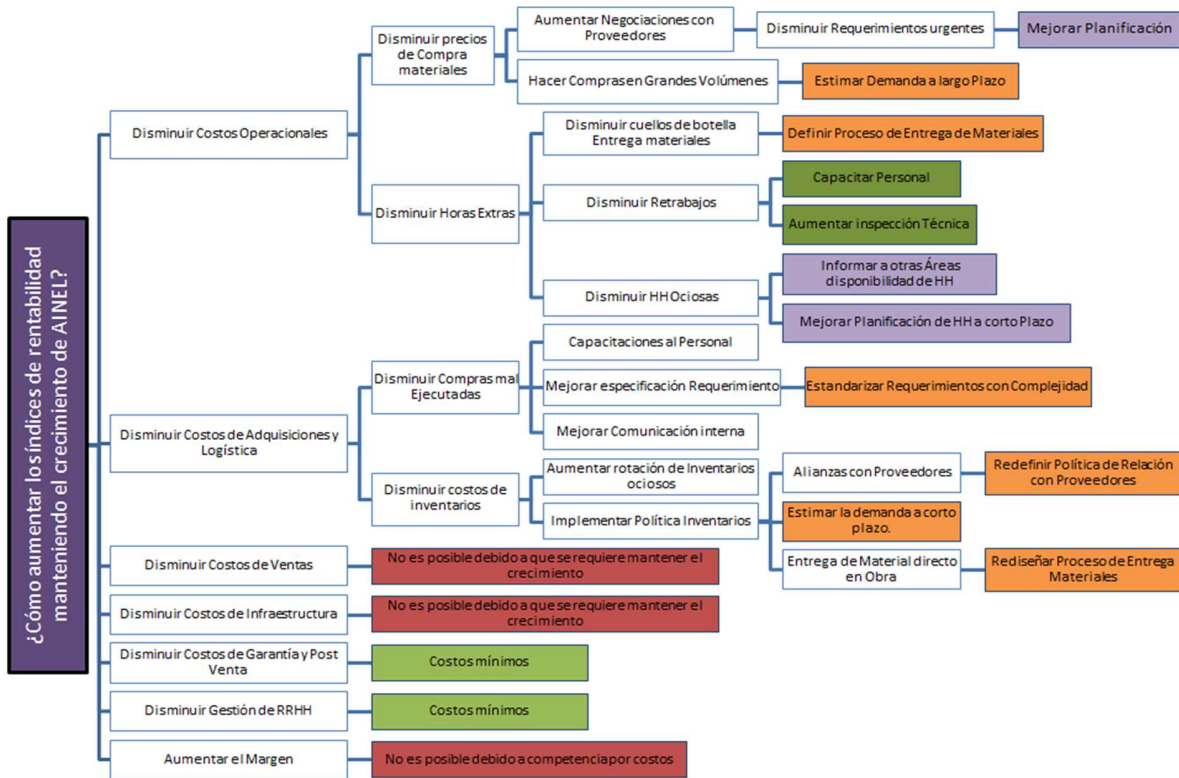 ¿Cómo aumentar los índices de rentabilidad
manteniendo el crecimiento de AINEL?
Disminuir Costos Operacionales
Disminuir precios
de Compra
materiales
Aumentar Negociaciones con
Proveedores
Disminuir Requerimientos urgentes
Mejorar Planificación
Hacer Compras en Grandes Volúmenes
Estimar Demanda a largo Plazo
Disminuir Horas Extras
Disminuir cuellos de botella
Entrega materiales
Definir Proceso de Entrega de Materiales
Disminuir Retrabajos
Capacitar Personal
Aumentar inspección Técnica
Disminuir HH Ociosas
Informar a otras Áreas
disponibilidad de HH
Mejorar Planificación de HH a corto Plazo
Disminuir Costos de Adquisiciones y
Logística
Disminuir Compras mal
Ejecutadas
Capacitaciones al Personal
Mejorar especificación Requerimiento
Estandarizar Requerimientos con Complejidad
Mejorar Comunicación interna
Disminuir costos de
inventarios
Aumentar rotación de Inventarios
ociosos
Implementar Política Inventarios
Alianzas con Proveedores
Redefinir Política de Relación
con Proveedores
Estimar la demanda a corto
plazo.
Entrega de Material directo
en Obra
Rediseñar Proceso de Entrega
Materiales
Disminuir Costos de Ventas
No es posible debido a que se requiere mantener el
crecimiento
Disminuir Costos de Infraestructura
No es posible debido a que se requiere mantener el
crecimiento
Disminuir Costos de Garantía y Post
Venta
Costos mínimos
Disminuir Gestión de RRHH
Costos mínimos
Aumentar el Margen
No es posible debido a competencia por costos